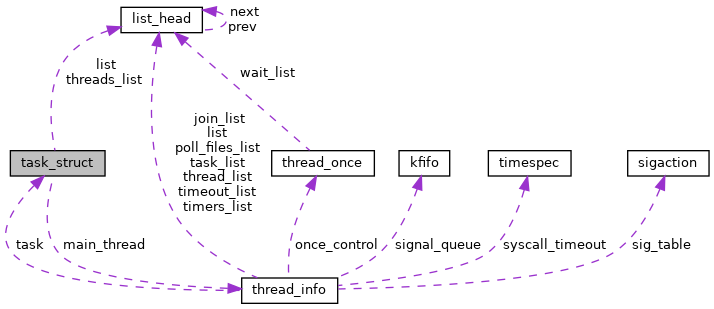 list_head
next
prev
list
threads_list
wait_list
join_list
list
poll_files_list
task_list
thread_list
timeout_list
timers_list
task_struct
thread_once
kfifo
timespec
sigaction
task
main_thread
once_control
signal_queue
syscall_timeout
sig_table
thread_info